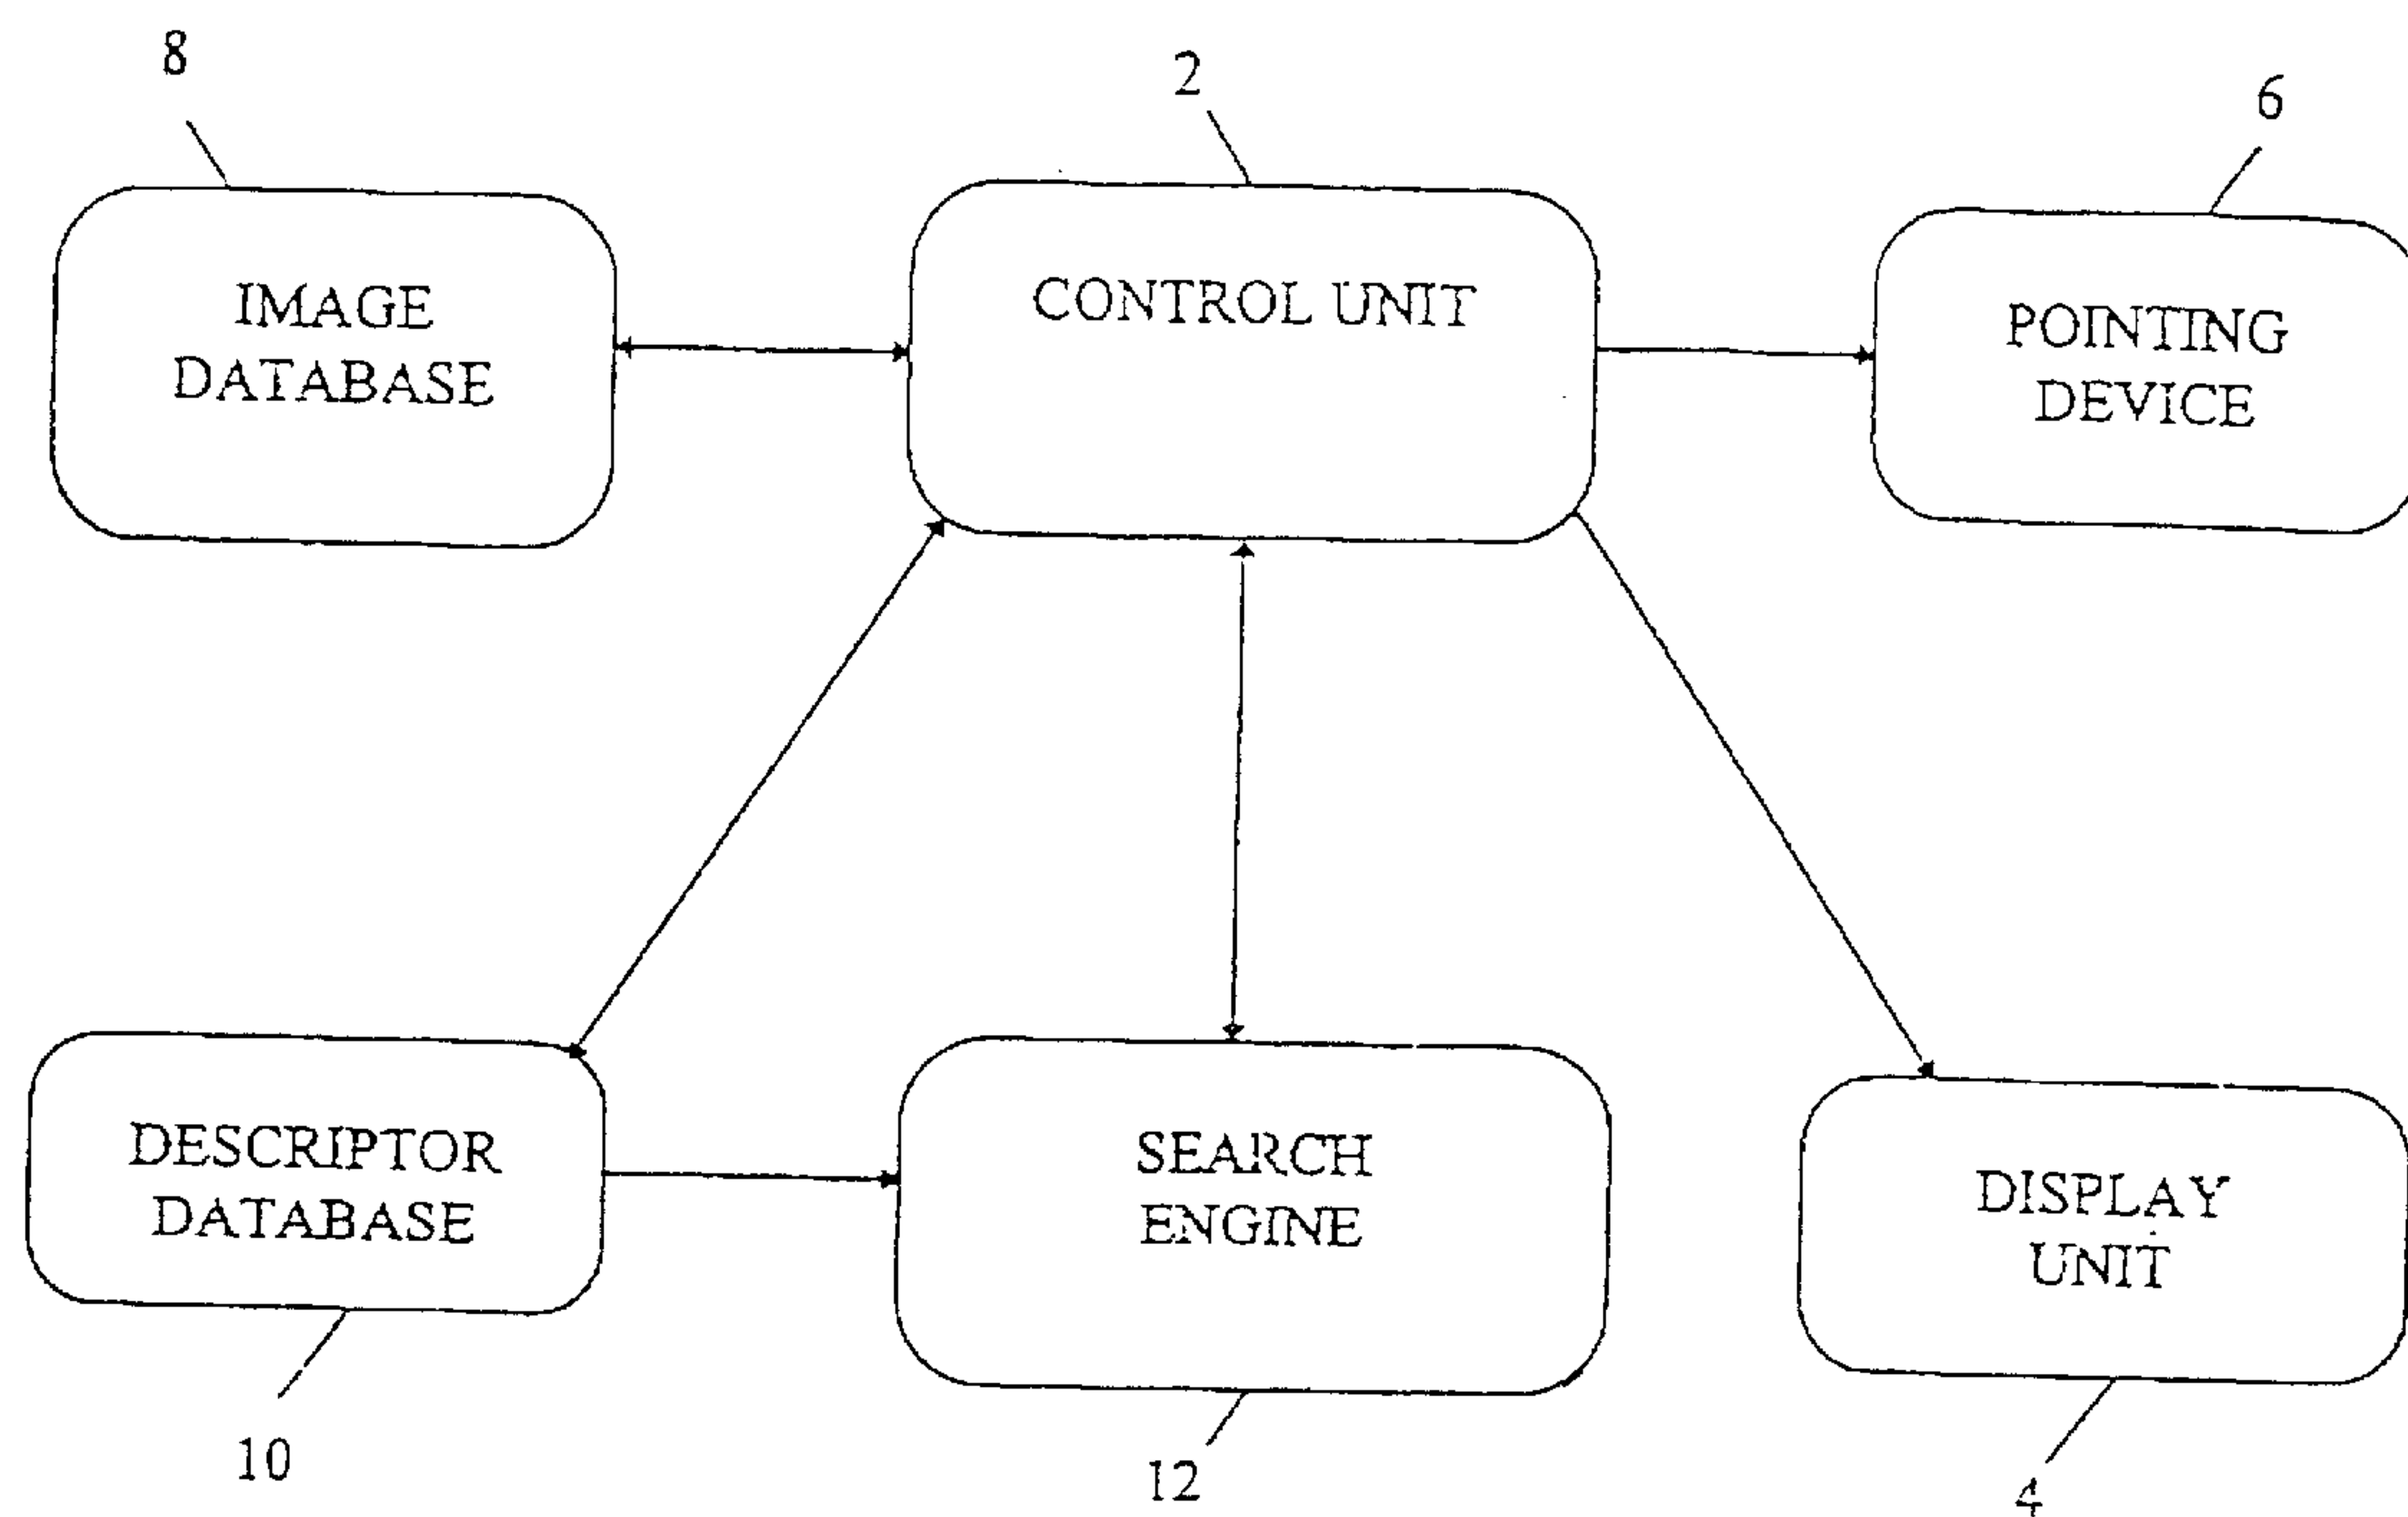 8
2
6
IMAGE
DATABASE
CONTROL UNIT
POINTING
DEVICE
DESCRIPTOR
DATABASE
SEARCH
ENGINE
DISPLAY
UNIT
10
12
4